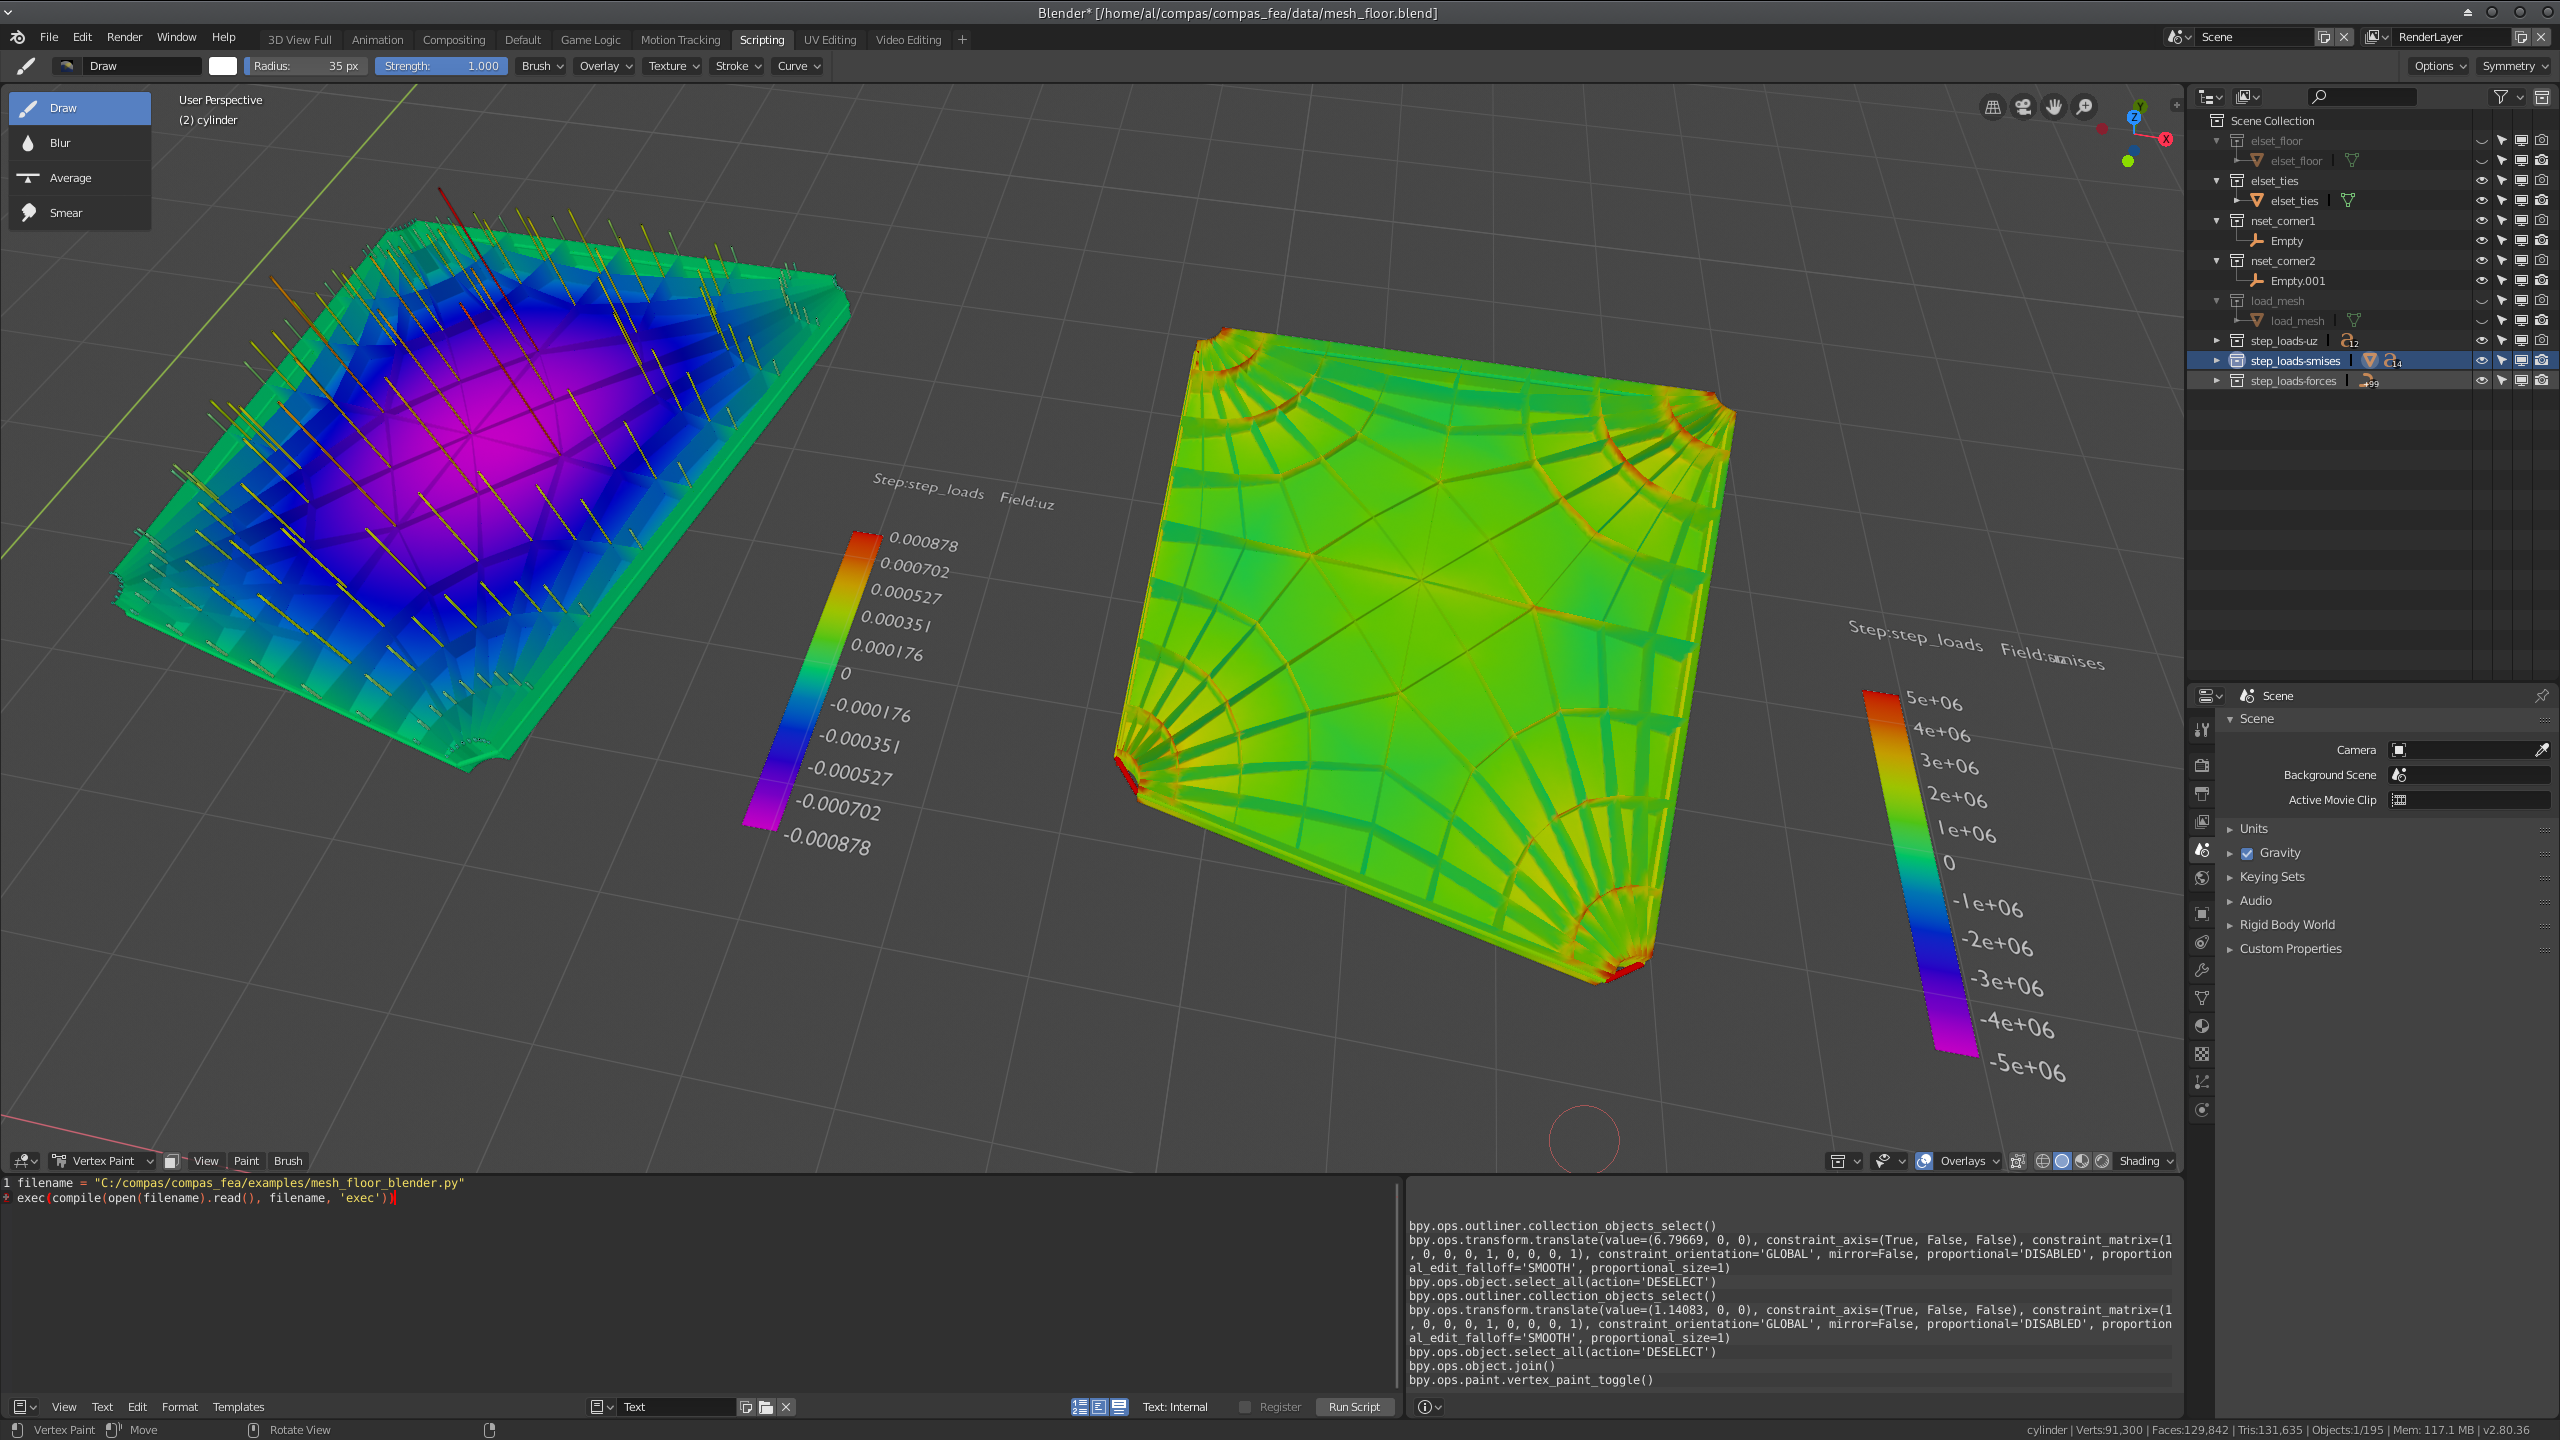 Blender* [/home/al/compas/compas_fea/data/mesh_floor.blend]
File Edit Render Window Help 3D View Full Animation Compositing Default Game Logic Motion Tracking Scripting UV Editing Video Editing + Scene RenderLayer
Draw Radius: 35 px Strength: 1.000 Brush Overlay Texture Stroke Curve Options Symmetry
Draw
Blur
Average
Smear
User Perspective
(2) cylinder
Y
Z
X
Step:step_loads Field:uz
0.000878
0.000702
0.000527
0.000351
0.000176
0
-0.000176
-0.000351
-0.000527
-0.000702
-0.000878
Step:step_loads Field:smises
5e+06
4e+06
3e+06
2e+06
1e+06
0
-1e+06
-2e+06
-3e+06
-4e+06
-5e+06
Scene Collection
elset_floor
elset_floor
elset_ties
elset_ties
nset_corner1
Empty
nset_corner2
Empty.001
load_mesh
load_mesh
step_loads-uz 12
step_loads-smises 14
step_loads-forces +99
Scene
Scene
Camera
Background Scene
Active Movie Clip
Units
Gravity
Keying Sets
Audio
Rigid Body World
Custom Properties
Vertex Paint View Paint Brush Overlays Shading
1 filename = "C:/compas/compas_fea/examples/mesh_floor_blender.py"
exec(compile(open(filename).read(), filename, 'exec'))
bpy.ops.outliner.collection_objects_select()
bpy.ops.transform.translate(value=(6.79669, 0, 0), constraint_axis=(True, False, False), constraint_matrix=(1
, 0, 0, 0, 1, 0, 0, 0, 1), constraint_orientation='GLOBAL', mirror=False, proportional='DISABLED', proportion
al_edit_falloff='SMOOTH', proportional_size=1)
bpy.ops.object.select_all(action='DESELECT')
bpy.ops.outliner.collection_objects_select()
bpy.ops.transform.translate(value=(1.14083, 0, 0), constraint_axis=(True, False, False), constraint_matrix=(1
, 0, 0, 0, 1, 0, 0, 0, 1), constraint_orientation='GLOBAL', mirror=False, proportional='DISABLED', proportion
al_edit_falloff='SMOOTH', proportional_size=1)
bpy.ops.object.select_all(action='DESELECT')
bpy.ops.object.join()
bpy.ops.paint.vertex_paint_toggle()
View Text Edit Format Templates Text Text: Internal Register Run Script
Vertex Paint Move Rotate View cylinder | Verts:91,300 | Faces:129,842 | Tris:131,635 | Objects:1/195 | Mem: 117.1 MB | v2.80.36